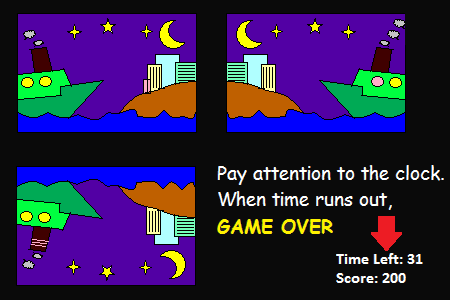 Pay attention to the clock.
When time runs out,
GAME OVER
Time Left: 31
Score: 200